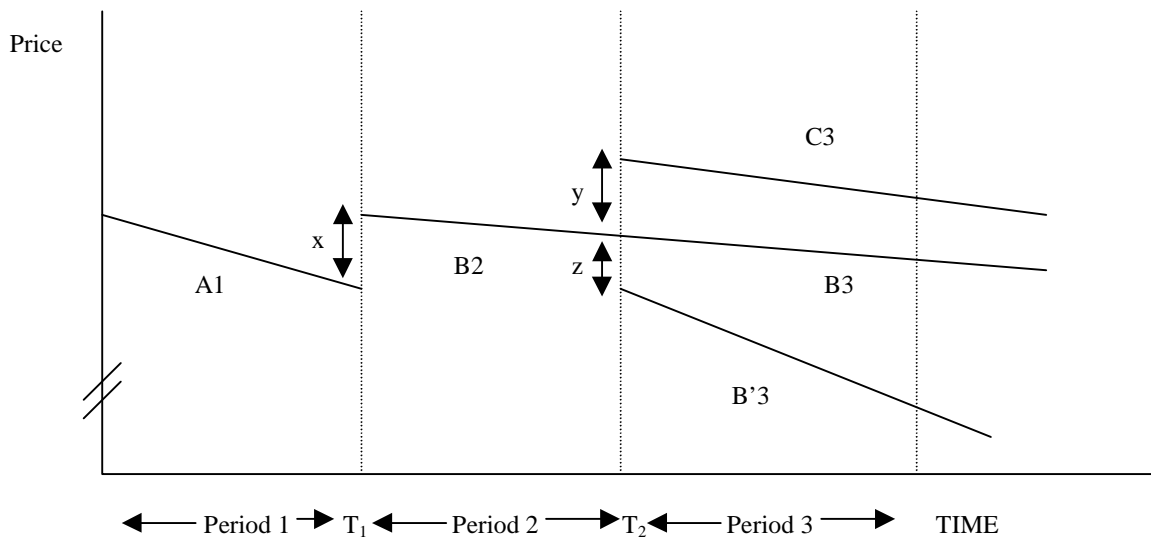 Price
C3
y
x
B2
z
A1
B3
B’3
Period 1 T₁ Period 2 T₂ Period 3 TIME